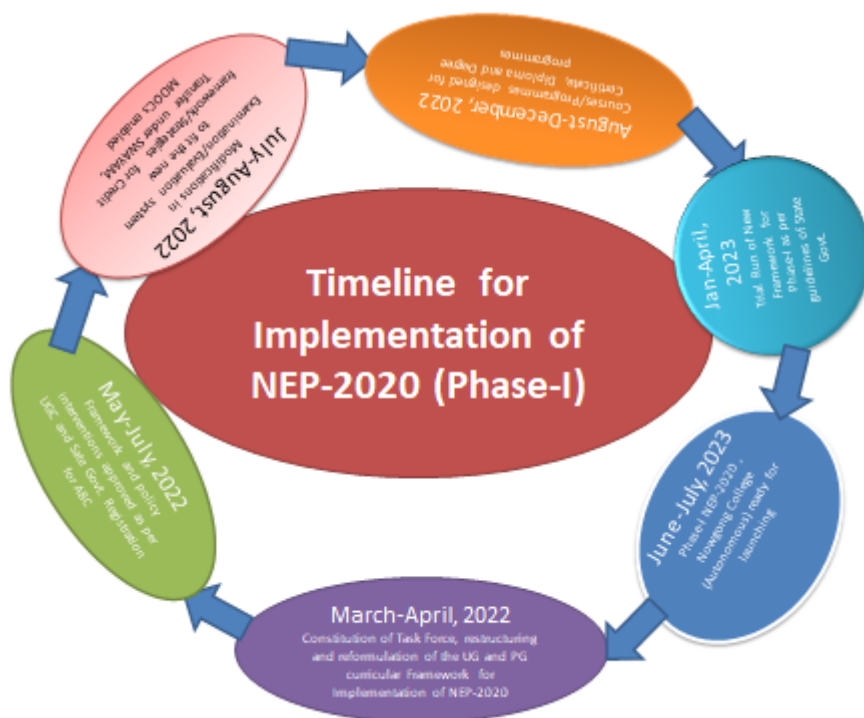 Timeline for
Implementation of
NEP-2020 (Phase-I)
March-April, 2022
Constitution of Task Force, restructuring
and reformulation of the UG and PG
curricular Framework for
Implementation of NEP-2020
May-July, 2022
Framework and policy
interventions approved as per
UGC and Sate Govt. Registration
for ABC
July-August, 2022
Modifications in
Examination/Evaluation system
to fit the new
framework/strategies for Credit
Transfer under SWAYAM,
MOOCs enabled
August-December, 2022
Courses/Programmes designed for
Certificate, Diploma and Degree
programmes
Jan-April,
2023
Trial Run of New
Framework for
Phase-I as per
guidelines of State
Govt.
June-July, 2023
Phase-I NEP-2020 ,
Nowgong College
(Autonomous) ready for
launching